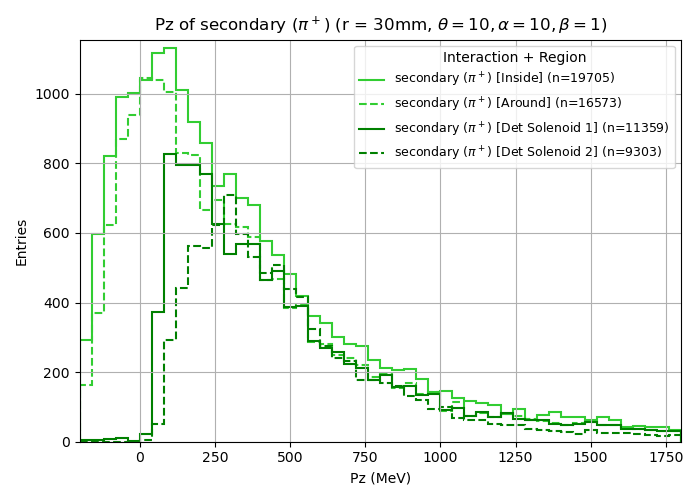 Pz of secondary (π⁺) (r = 30mm, θ = 10, α = 10, β = 1)
Interaction + Region
secondary (π⁺) [Inside] (n=19705)
secondary (π⁺) [Around] (n=16573)
secondary (π⁺) [Det Solenoid 1] (n=11359)
secondary (π⁺) [Det Solenoid 2] (n=9303)
Entries
1000
800
600
400
200
0
0 250 500 750 1000 1250 1500 1750
Pz (MeV)